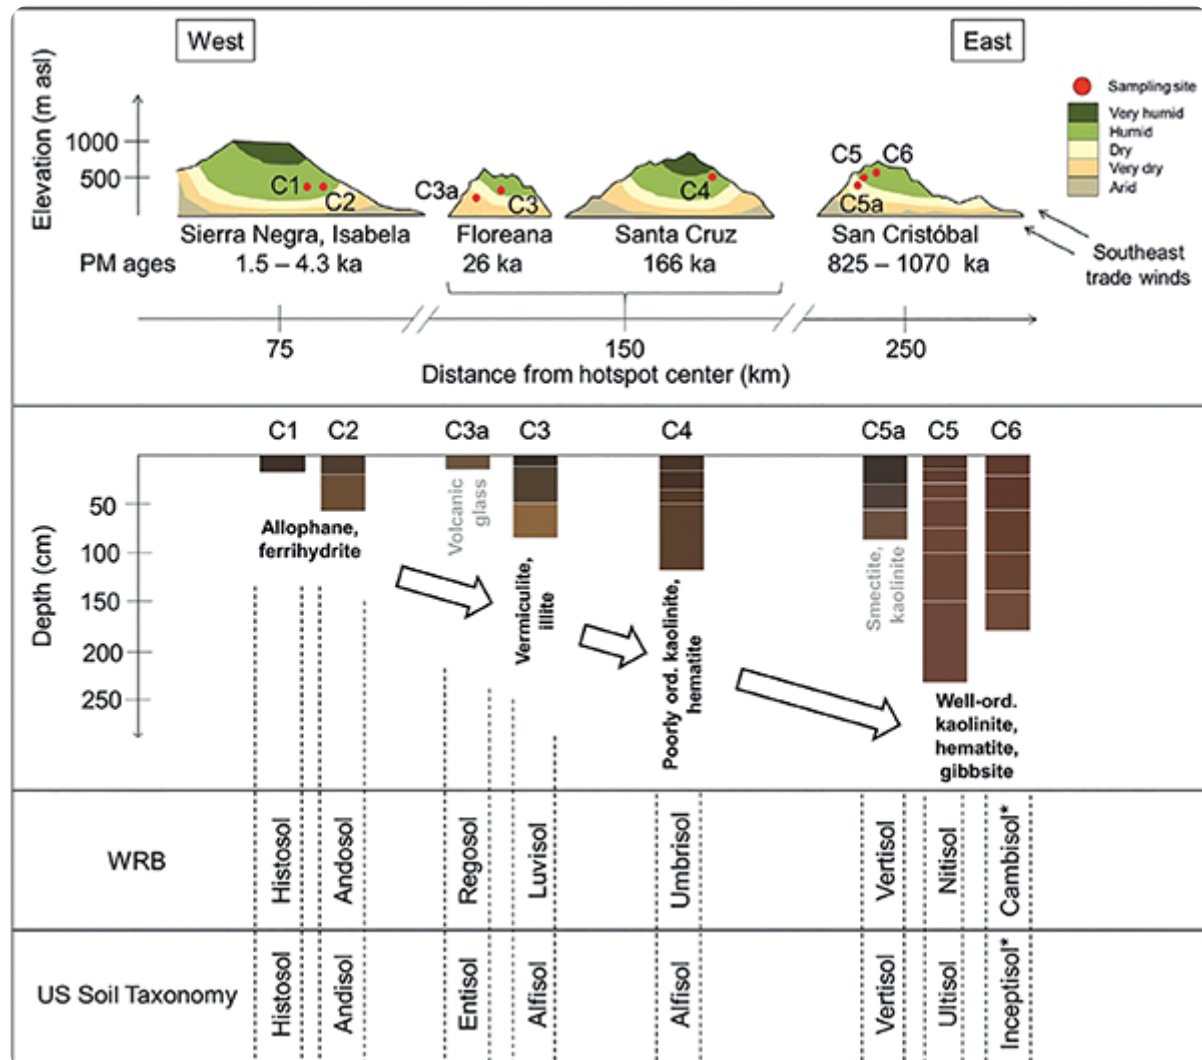 West
East
Elevation (m asl)
1000
500
Sampling site
Very humid
Humid
Dry
Very dry
Arid
C1
C2
C3a
C3
C4
C5
C6
C5a
Sierra Negra, Isabela
Floreana
Santa Cruz
San Cristóbal
PM ages
1.5 – 4.3 ka
26 ka
166 ka
825 – 1070 ka
Southeast
trade winds
75
150
250
Distance from hotspot center (km)
C1
C2
C3a
C3
C4
C5a
C5
C6
Depth (cm)
50
100
150
200
250
Allophane,
ferrihydrite
Volcanic
glass
Vermiculite,
illite
Poorly ord. kaolinite,
hematite
Smectite,
kaolinite
Well-ord.
kaolinite,
hematite,
gibbsite
WRB
Histosol
Andosol
Regosol
Luvisol
Umbrisol
Vertisol
Nitisol
Cambisol*
US Soil Taxonomy
Histosol
Andisol
Entisol
Alfisol
Alfisol
Vertisol
Ultisol
Inceptisol*